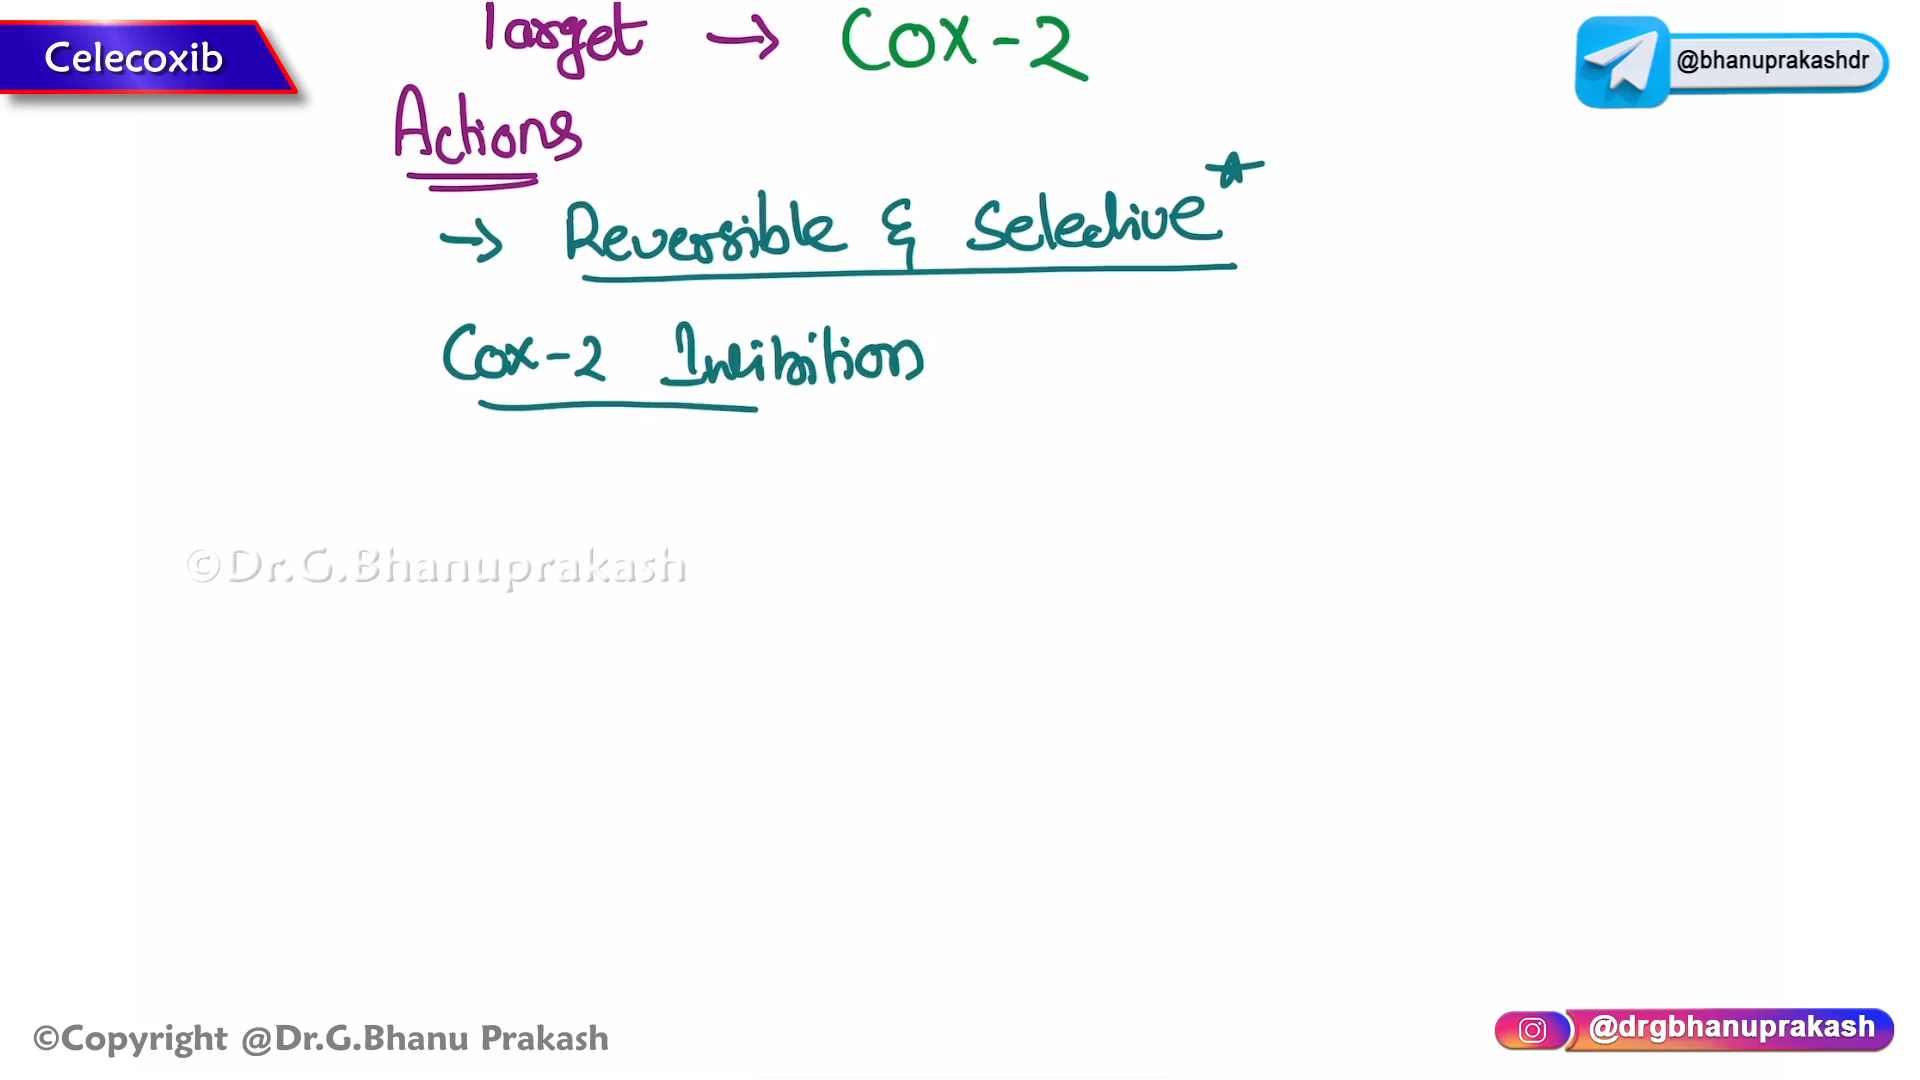 Celecoxib
Target → Cox-2
@bhanuprakashdr
Actions
→ Reversible & Selective*
Cox-2 Inhibition
©Dr.G.Bhanuprakash
©Copyright @Dr.G.Bhanu Prakash
@drgbhanuprakash